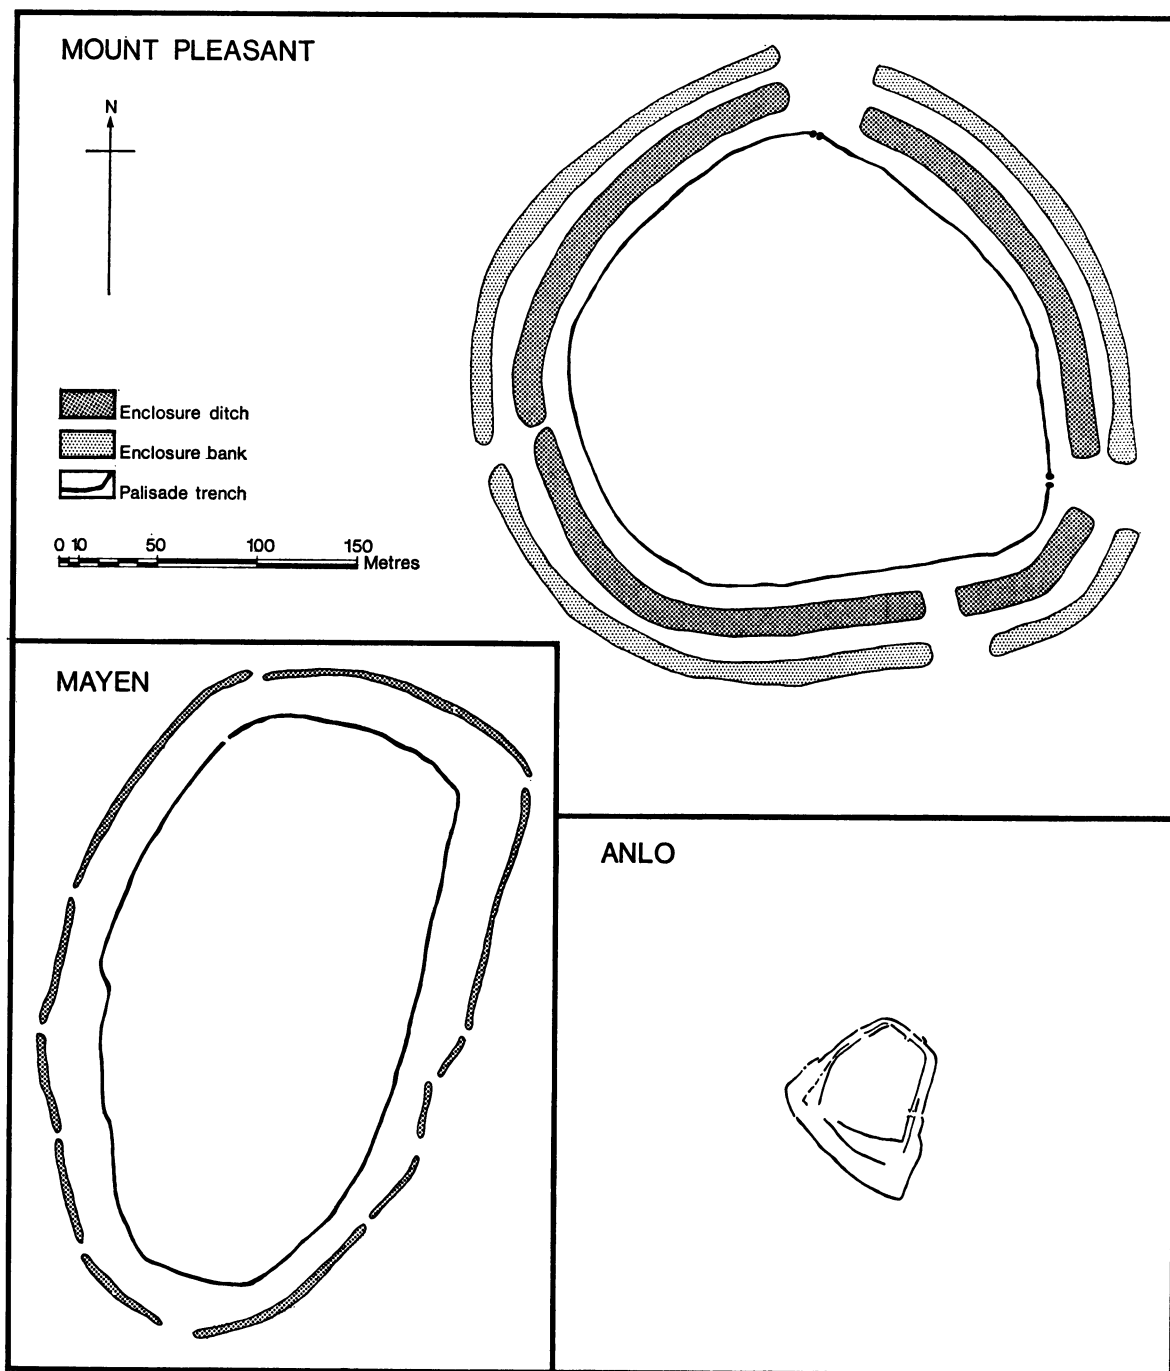 MOUNT PLEASANT
N
Enclosure ditch
Enclosure bank
Palisade trench
0 10 50 100 150
Metres
MAYEN
ANLO